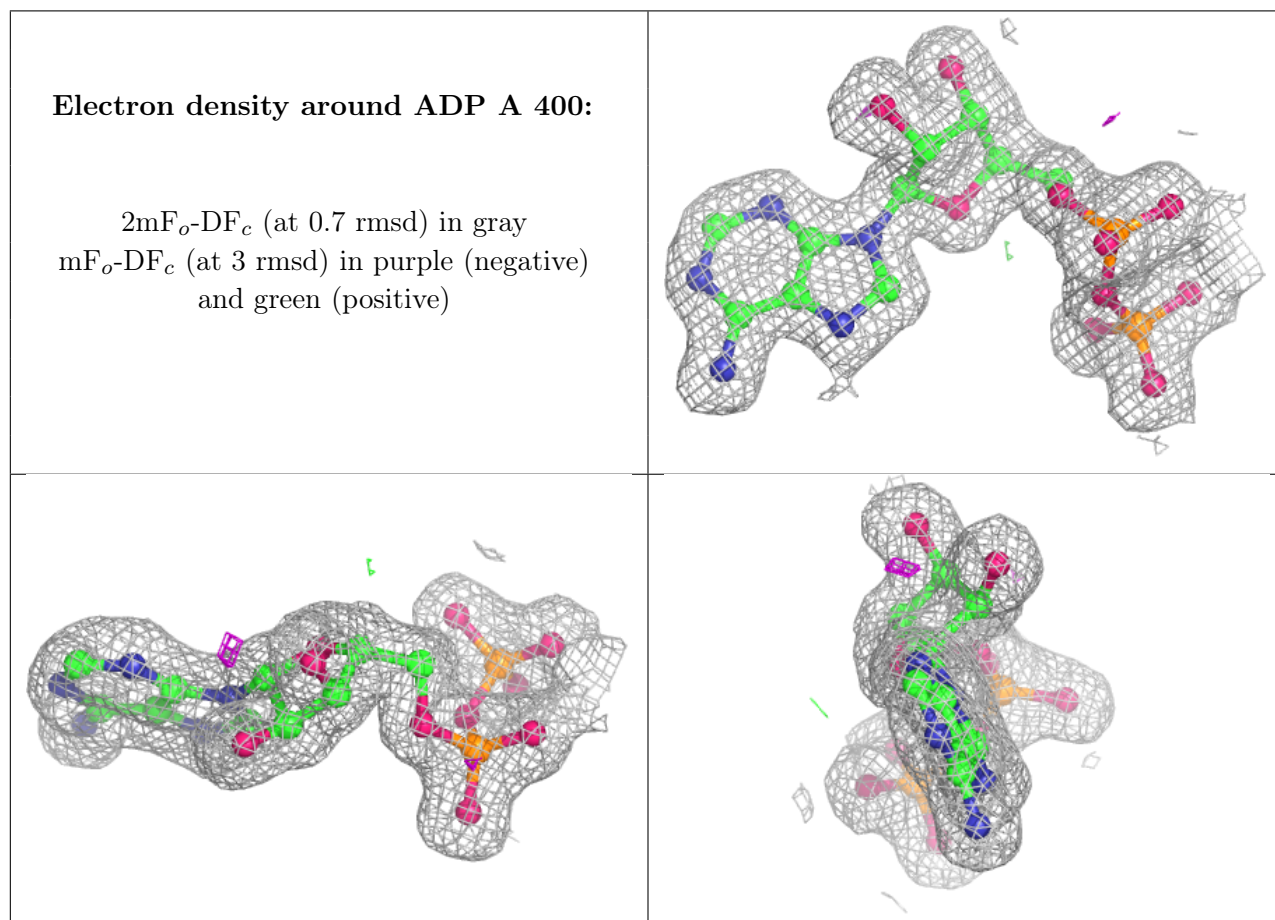 Electron density around ADP A 400:
2mFo-DFc (at 0.7 rmsd) in gray
mFo-DFc (at 3 rmsd) in purple (negative)
and green (positive)